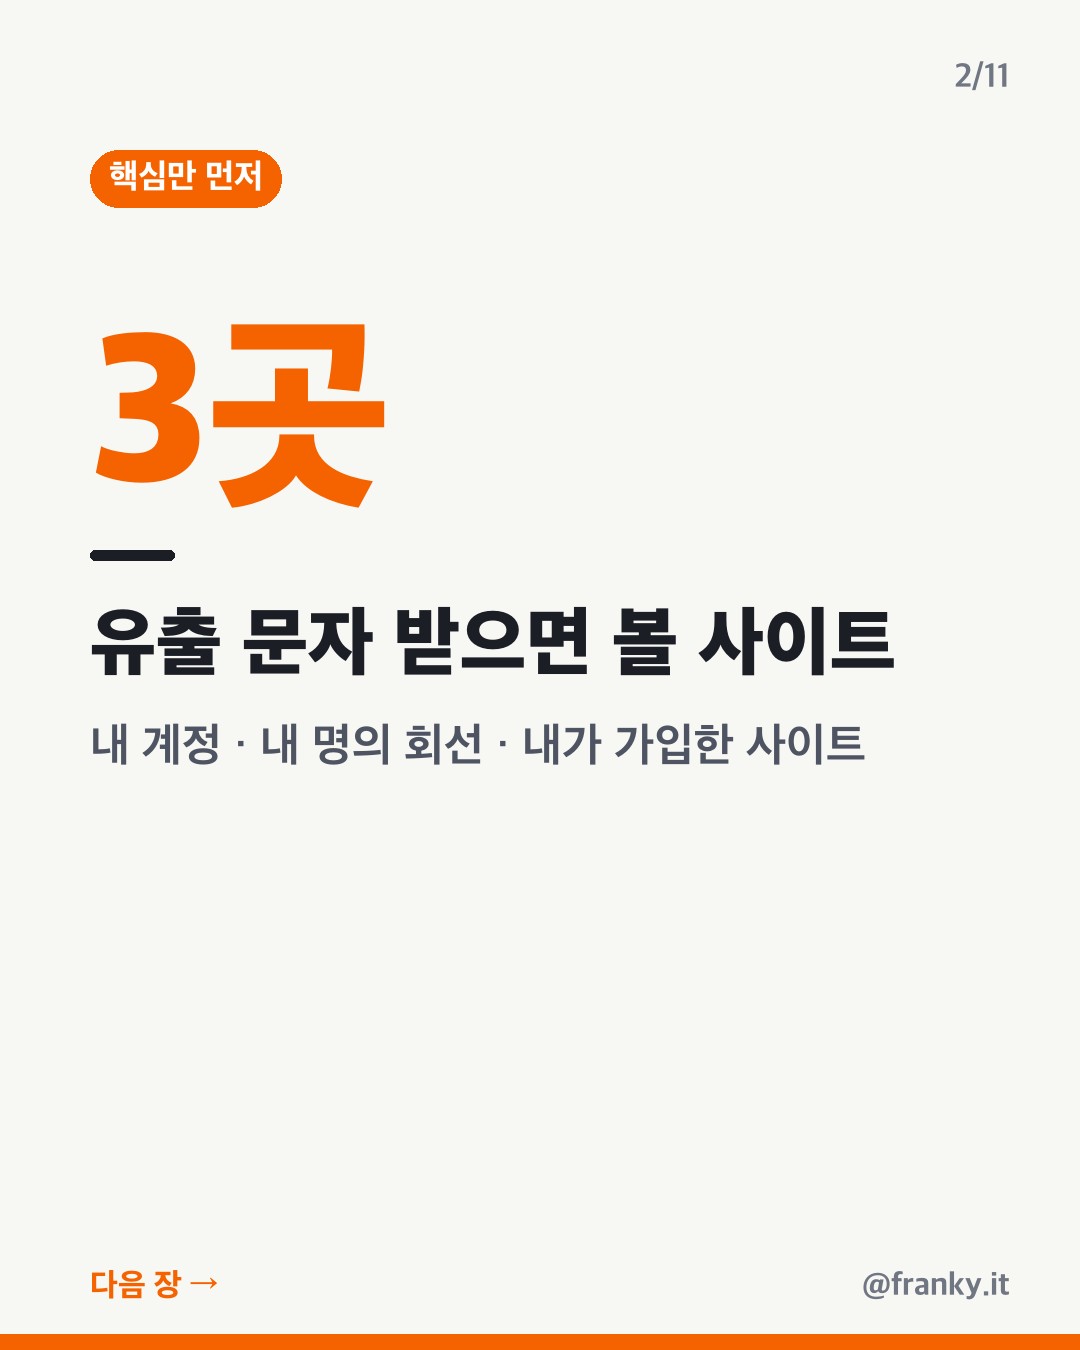 2/11
핵심만 먼저
3곳
유출 문자 받으면 볼 사이트
내 계정 · 내 명의 회선 · 내가 가입한 사이트
다음 장 →
@franky.it